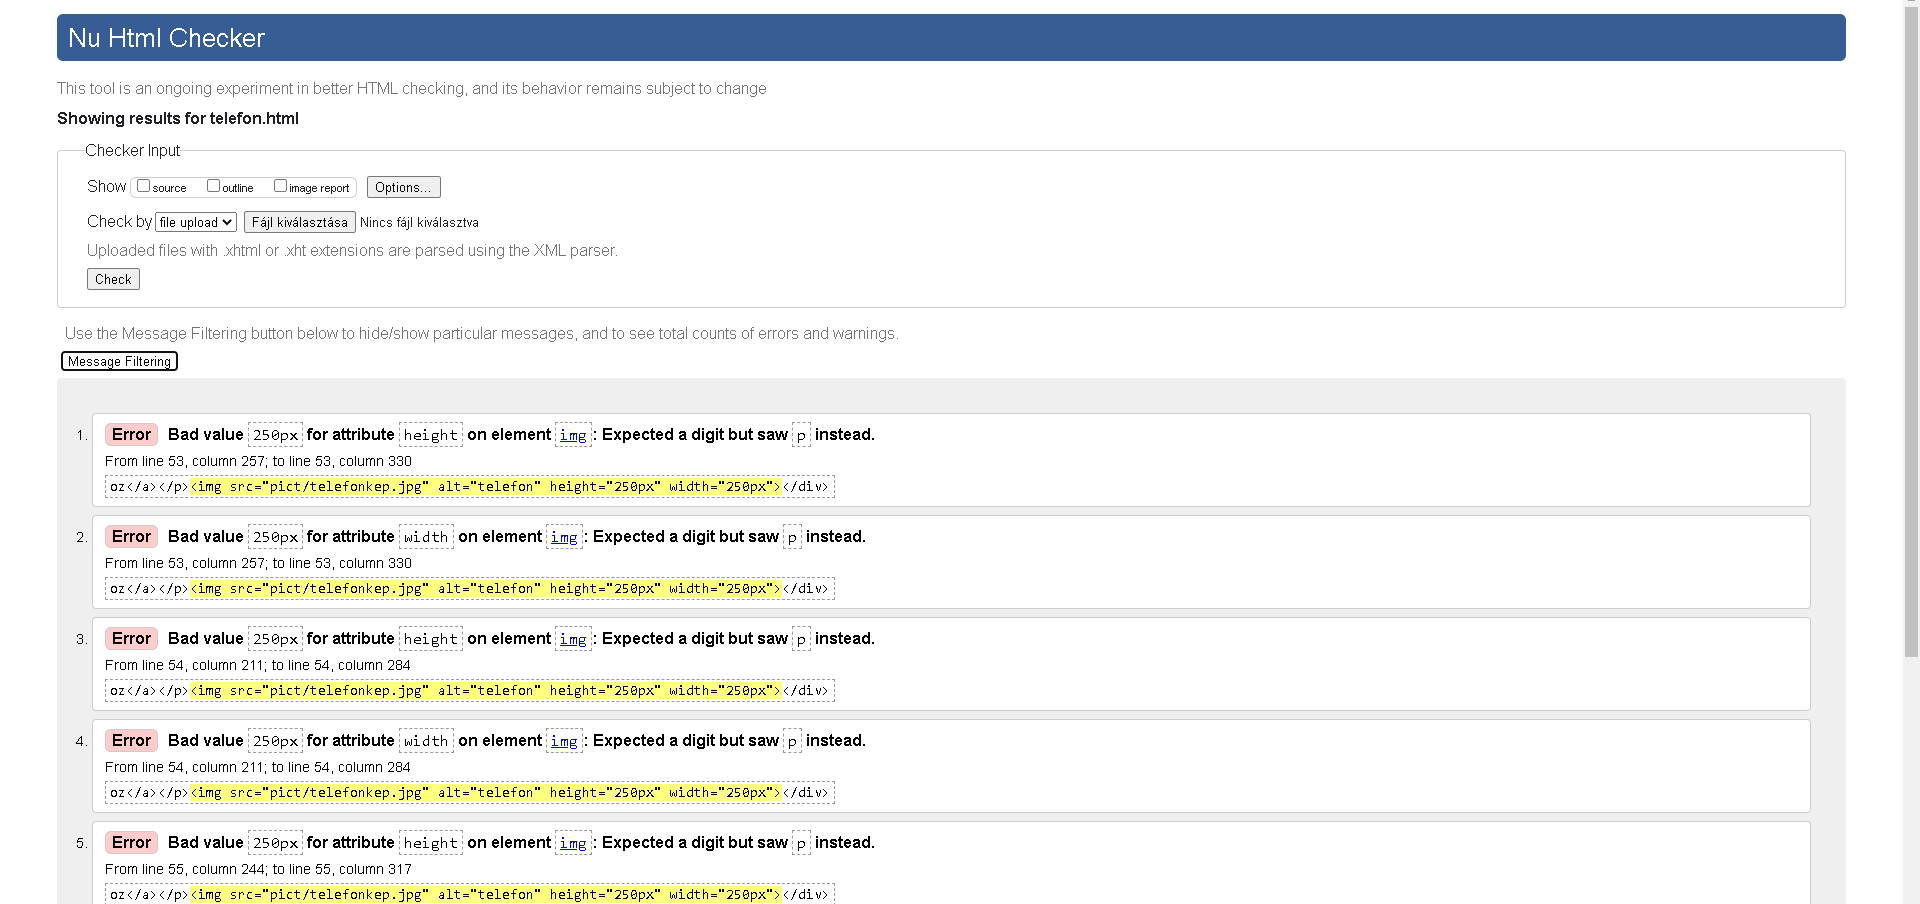 Nu Html Checker
This tool is an ongoing experiment in better HTML checking, and its behavior remains subject to change
Showing results for telefon.html
Checker Input
Show source outline image report Options...
Check by file upload Fájl kiválasztása Nincs fájl kiválasztva
Uploaded files with .xhtml or .xht extensions are parsed using the XML parser.
Check
Use the Message Filtering button below to hide/show particular messages, and to see total counts of errors and warnings.
Message Filtering
1. Error Bad value 250px for attribute height on element img: Expected a digit but saw p instead.
From line 53, column 257; to line 53, column 330
oz</a></p><img src="pict/telefonkep.jpg" alt="telefon" height="250px" width="250px"></div>
2. Error Bad value 250px for attribute width on element img: Expected a digit but saw p instead.
From line 53, column 257; to line 53, column 330
oz</a></p><img src="pict/telefonkep.jpg" alt="telefon" height="250px" width="250px"></div>
3. Error Bad value 250px for attribute height on element img: Expected a digit but saw p instead.
From line 54, column 211; to line 54, column 284
oz</a></p><img src="pict/telefonkep.jpg" alt="telefon" height="250px" width="250px"></div>
4. Error Bad value 250px for attribute width on element img: Expected a digit but saw p instead.
From line 54, column 211; to line 54, column 284
oz</a></p><img src="pict/telefonkep.jpg" alt="telefon" height="250px" width="250px"></div>
5. Error Bad value 250px for attribute height on element img: Expected a digit but saw p instead.
From line 55, column 244; to line 55, column 317
oz</a></p><img src="pict/telefonkep.jpg" alt="telefon" height="250px" width="250px"></div>